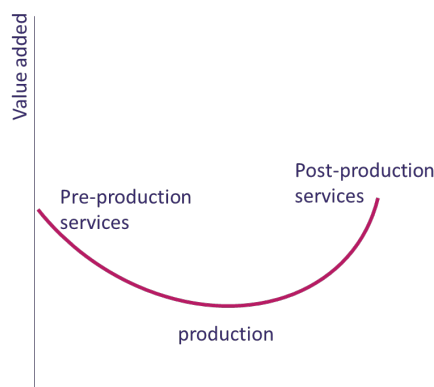 Value added
Post-production
services
Pre-production
services
production